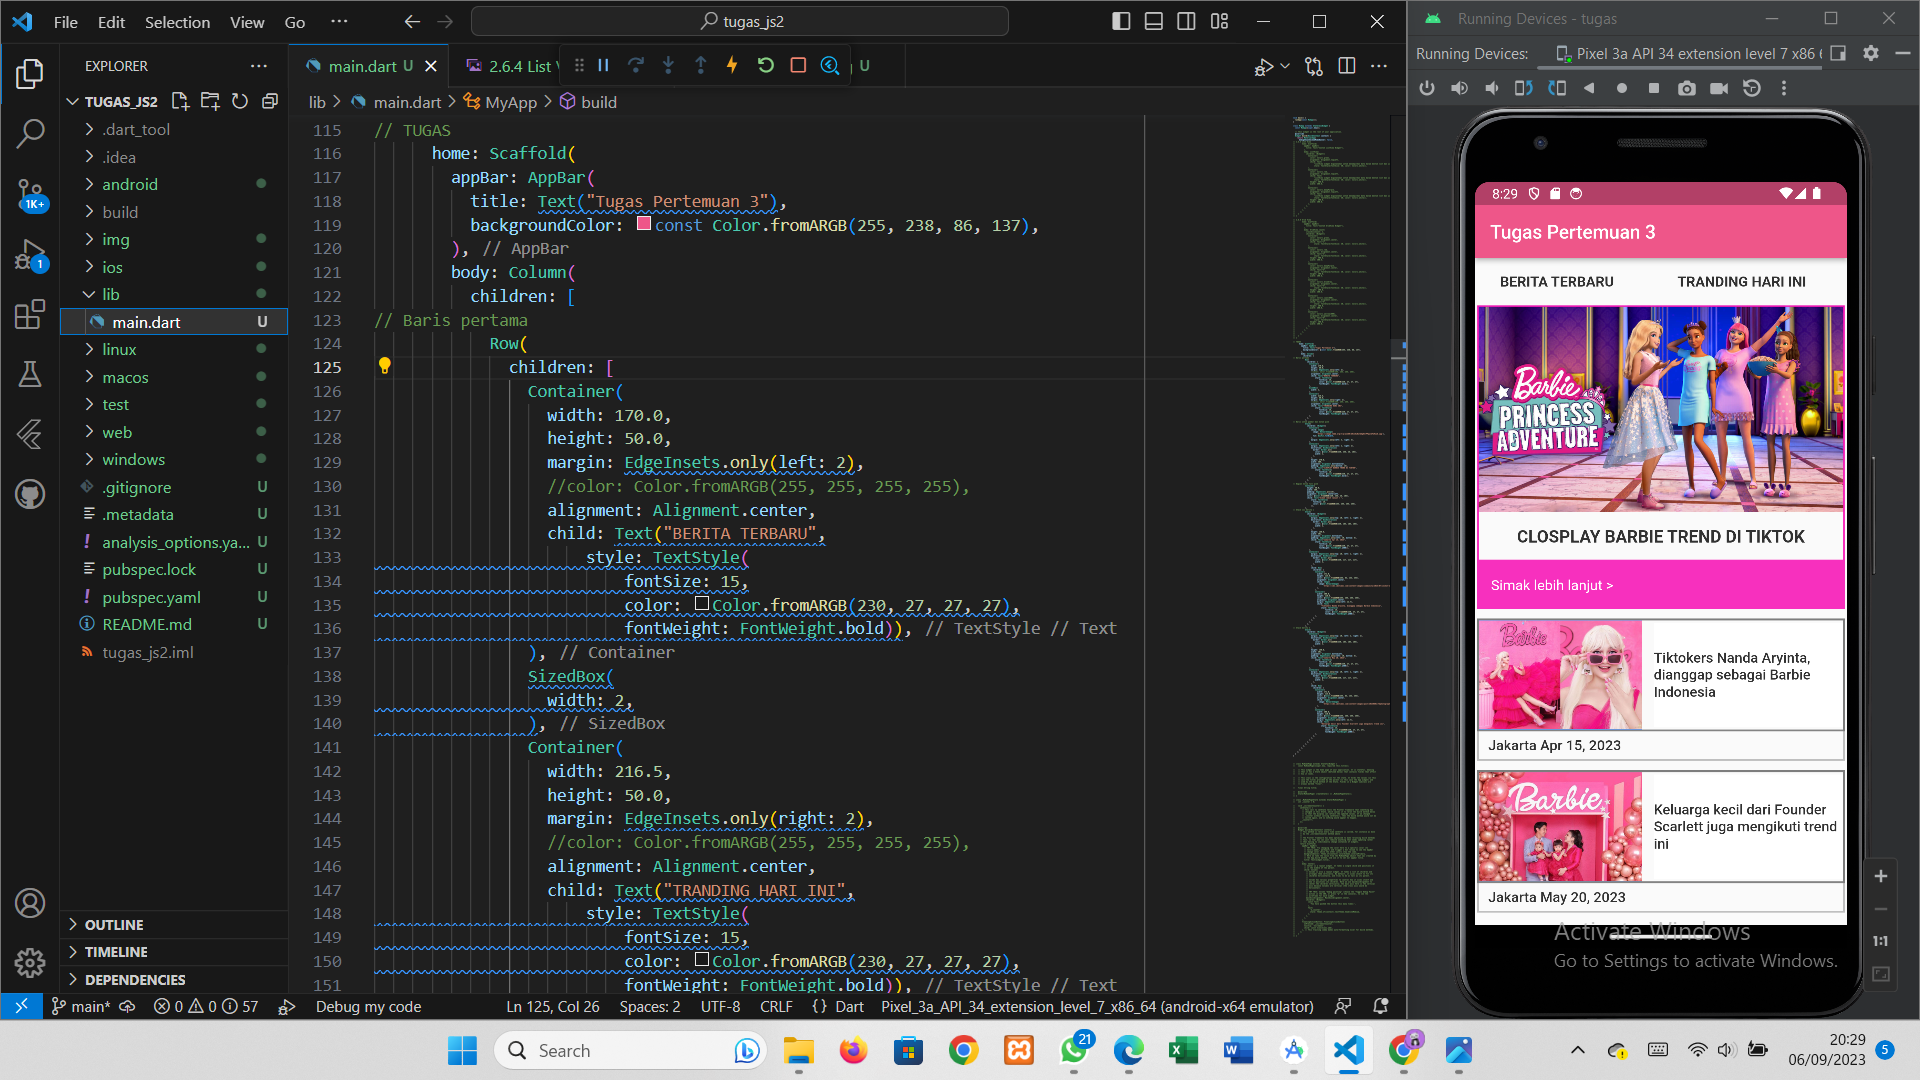 File Edit Selection View Go ···
tugas_js2
EXPLORER ···
TUGAS_JS2
.dart_tool
.idea
android
build
img
ios
lib
main.dart U
linux
macos
test
web
windows
.gitignore U
.metadata U
! analysis_options.ya... U
pubspec.lock U
! pubspec.yaml U
README.md U
tugas_js2.iml
OUTLINE
TIMELINE
DEPENDENCIES
1K+
1
main.dart U
2.6.4 List
U
lib > main.dart > MyApp > build
115 // TUGAS
116 home: Scaffold(
117 appBar: AppBar(
118 title: Text("Tugas Pertemuan 3"),
119 backgroundColor: const Color.fromARGB(255, 238, 86, 137),
120 ), // AppBar
121 body: Column(
122 children: [
123 // Baris pertama
124 Row(
125 children: [
126 Container(
127 width: 170.0,
128 height: 50.0,
129 margin: EdgeInsets.only(left: 2),
130 //color: Color.fromARGB(255, 255, 255, 255),
131 alignment: Alignment.center,
132 child: Text("BERITA TERBARU",
133 style: TextStyle(
134 fontSize: 15,
135 color: Color.fromARGB(230, 27, 27, 27),
136 fontWeight: FontWeight.bold)), // TextStyle // Text
137 ), // Container
138 SizedBox(
139 width: 2,
140 ), // SizedBox
141 Container(
142 width: 216.5,
143 height: 50.0,
144 margin: EdgeInsets.only(right: 2),
145 //color: Color.fromARGB(255, 255, 255, 255),
146 alignment: Alignment.center,
147 child: Text("TRANDING HARI INI",
148 style: TextStyle(
149 fontSize: 15,
150 color: Color.fromARGB(230, 27, 27, 27),
151 fontWeight: FontWeight.bold)), // TextStyle // Text
main* 0 0 57 Debug my code Ln 125, Col 26 Spaces: 2 UTF-8 CRLF {} Dart Pixel_3a_API_34_extension_level_7_x86_64 (android-x64 emulator)
Running Devices - tugas
Running Devices: Pixel 3a API 34 extension level 7 x86
8:29
Tugas Pertemuan 3
BERITA TERBARU TRANDING HARI INI
Barbie
PRINCESS
ADVENTURE
CLOSPLAY BARBIE TREND DI TIKTOK
Simak lebih lanjut >
Barbie
Tiktokers Nanda Aryinta,
dianggap sebagai Barbie
Indonesia
Jakarta Apr 15, 2023
Barbie
Keluarga kecil dari Founder
Scarlett juga mengikuti trend
ini
Jakarta May 20, 2023
1:1
Activate Windows
Go to Settings to activate Windows.
Search
21
20:29
06/09/2023
5